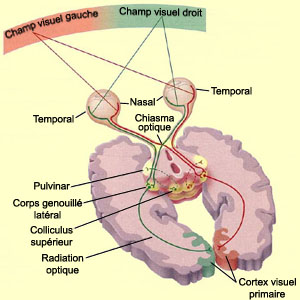 Champ visuel gauche
Champ visuel droit
Temporal
Nasal
Temporal
Chiasma
optique
Pulvinar
Corps genouillé
latéral
Colliculus
supérieur
Radiation
optique
Cortex visuel
primaire